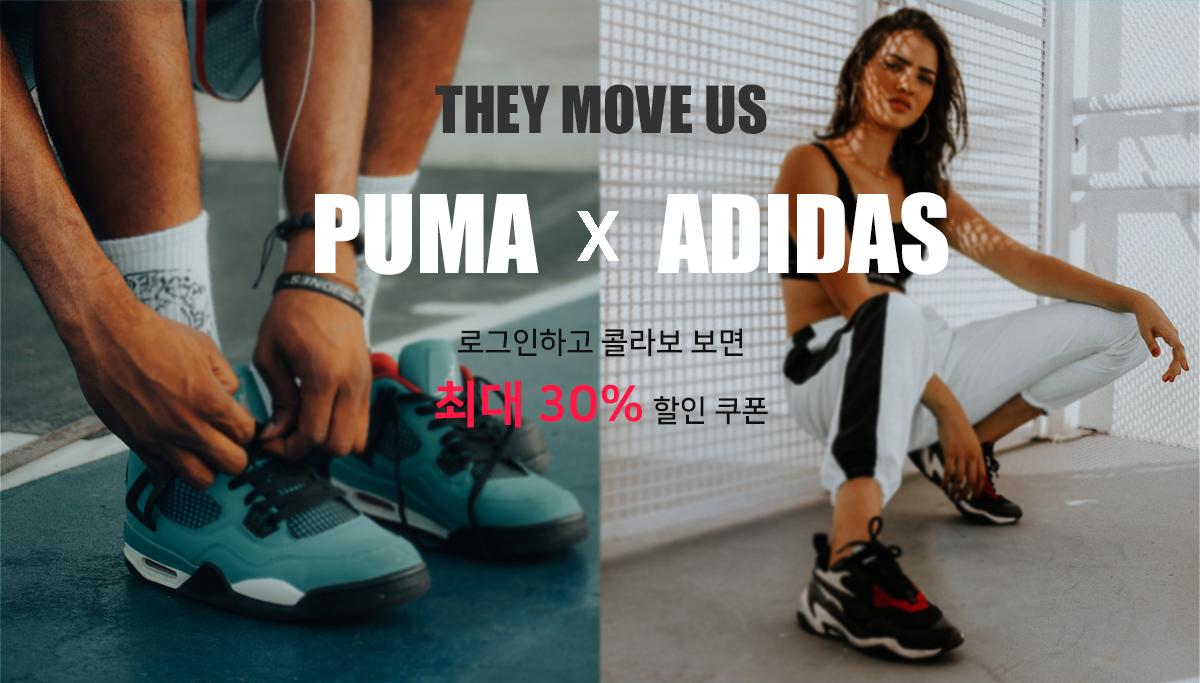 THEY MOVE US
PUMA x ADIDAS
로그인하고 콜라보 보면
최대 30% 할인 쿠폰
JONES